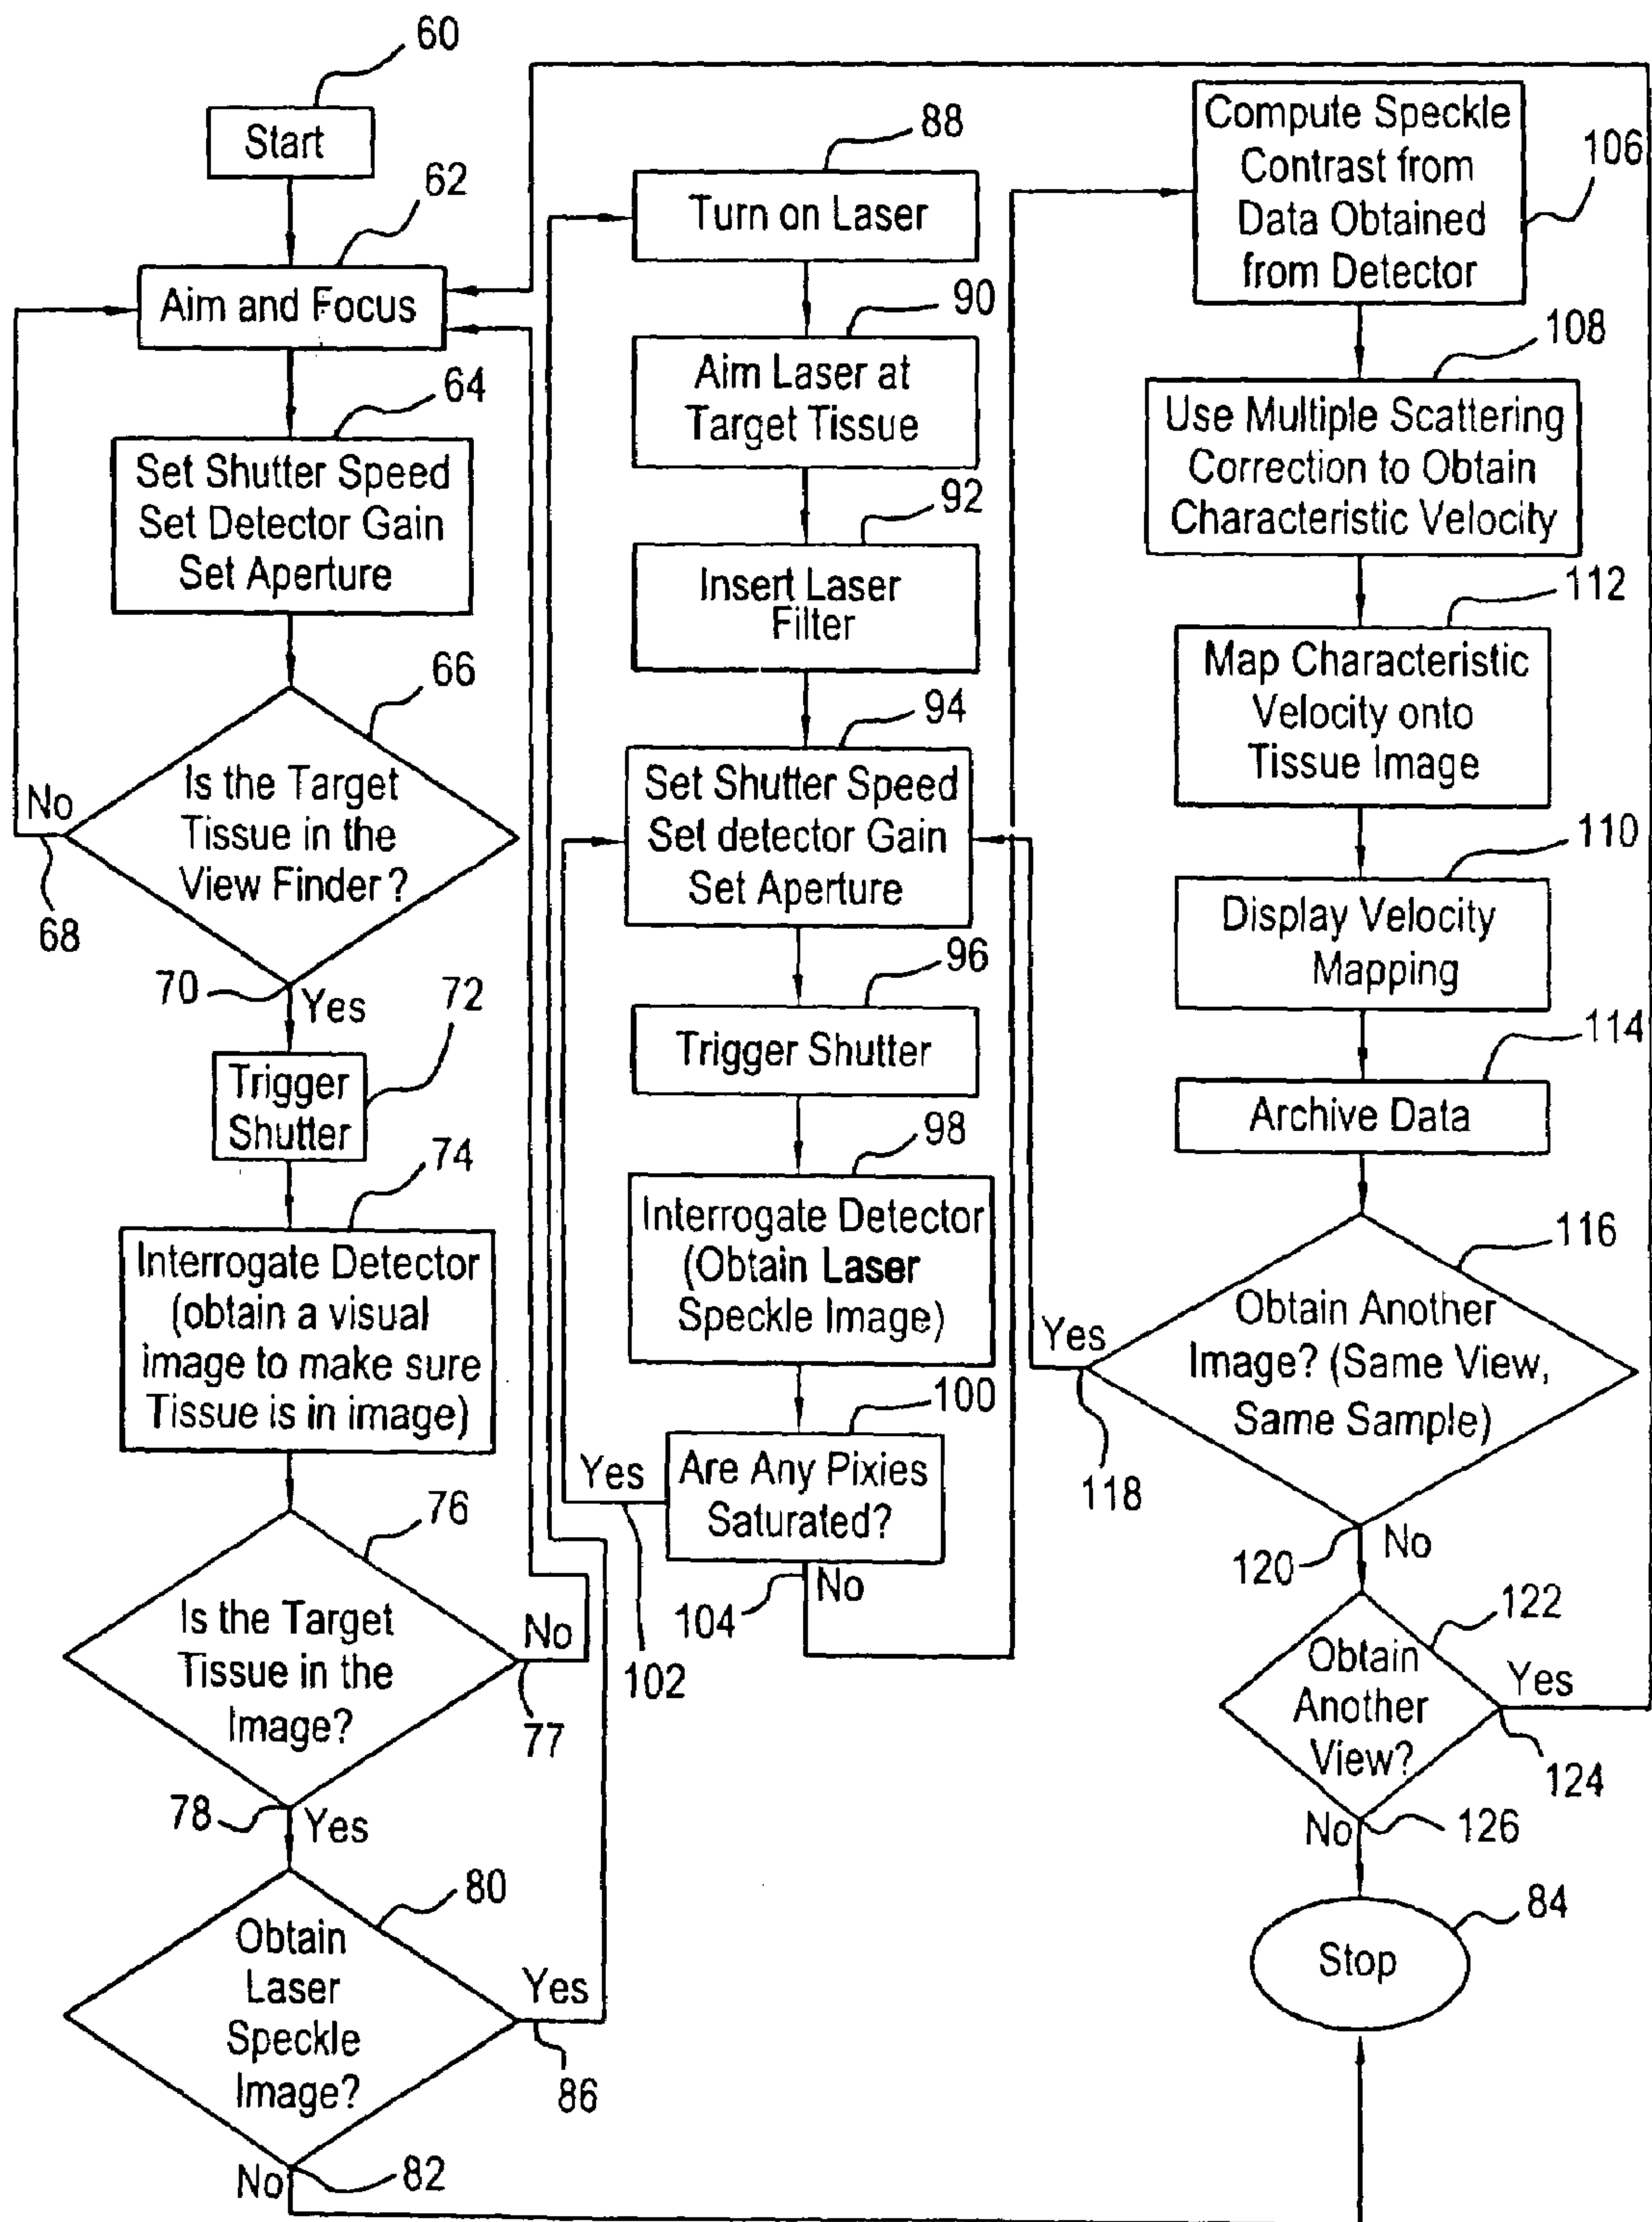 60
Start
62
Aim and Focus
64
Set Shutter Speed
Set Detector Gain
Set Aperture
66
Is the Target
Tissue in the
View Finder?
No
68
70
Yes
72
Trigger
Shutter
74
Interrogate Detector
(obtain a visual
image to make sure
Tissue is in image)
76
Is the Target
Tissue in the
Image?
No
77
78
Yes
80
Obtain
Laser
Speckle
Image?
Yes
86
No
82
88
Turn on Laser
90
Aim Laser at
Target Tissue
92
Insert Laser
Filter
94
Set Shutter Speed
Set detector Gain
Set Aperture
96
Trigger Shutter
98
Interrogate Detector
(Obtain Laser
Speckle Image)
100
Are Any Pixies
Saturated?
Yes
102
104
No
Compute Speckle
Contrast from
Data Obtained
from Detector
106
108
Use Multiple Scattering
Correction to Obtain
Characteristic Velocity
112
Map Characteristic
Velocity onto
Tissue Image
110
Display Velocity
Mapping
114
Archive Data
116
Obtain Another
Image? (Same View,
Same Sample)
Yes
118
120
No
122
Obtain
Another
View?
Yes
124
No
126
84
Stop